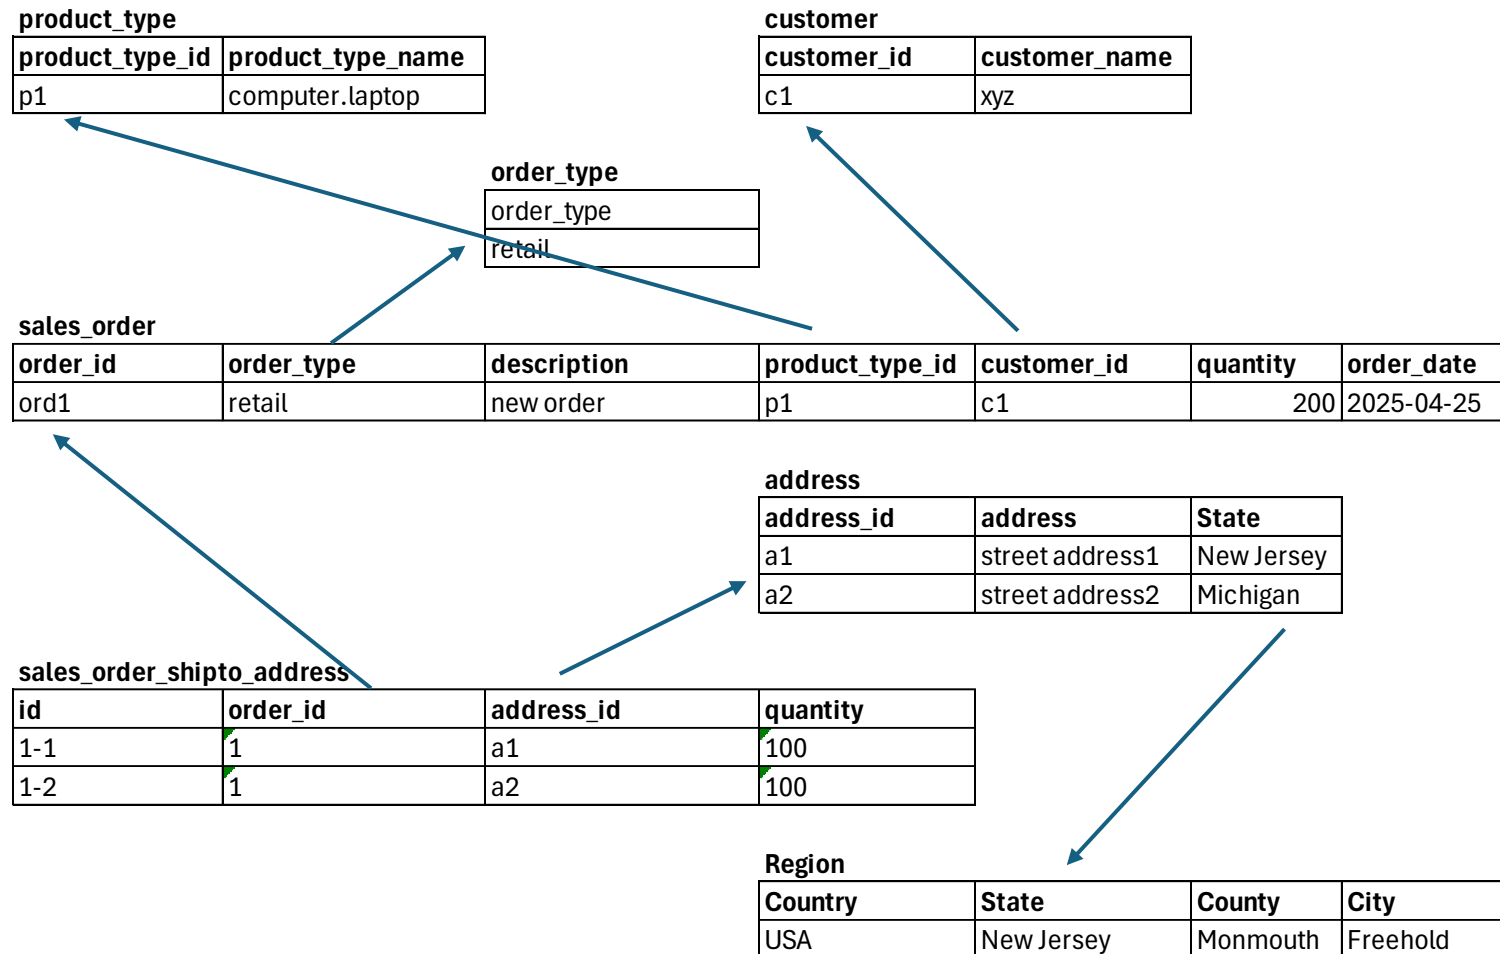 product_type
product_type_id product_type_name
p1 computer.laptop
customer
customer_id customer_name
c1 xyz
order_type
order_type
retail
sales_order
order_id order_type description product_type_id customer_id quantity order_date
ord1 retail new order p1 c1 200 2025-04-25
address
address_id address State
a1 street address1 New Jersey
a2 street address2 Michigan
sales_order_shipto_address
id order_id address_id quantity
1-1 1 a1 100
1-2 1 a2 100
Region
Country State County City
USA New Jersey Monmouth Freehold